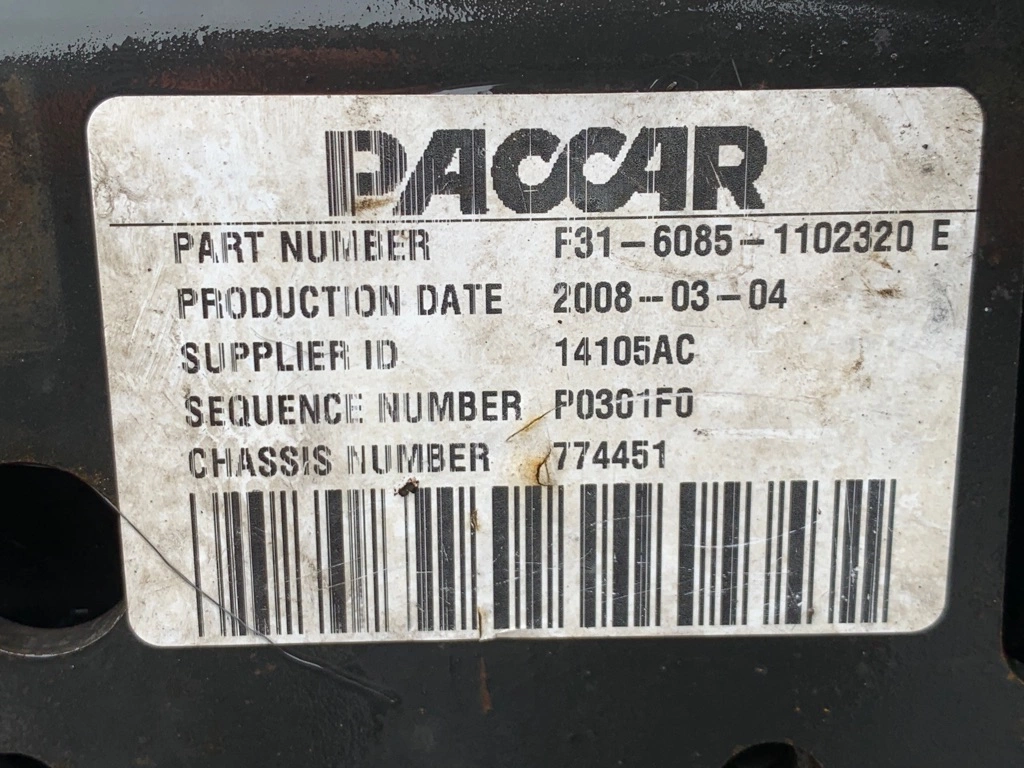 PACCAR
PART NUMBER F31-6085-1102320 E
PRODUCTION DATE 2008-03-04
SUPPLIER ID 14105AC
SEQUENCE NUMBER P0301F0
CHASSIS NUMBER 774451